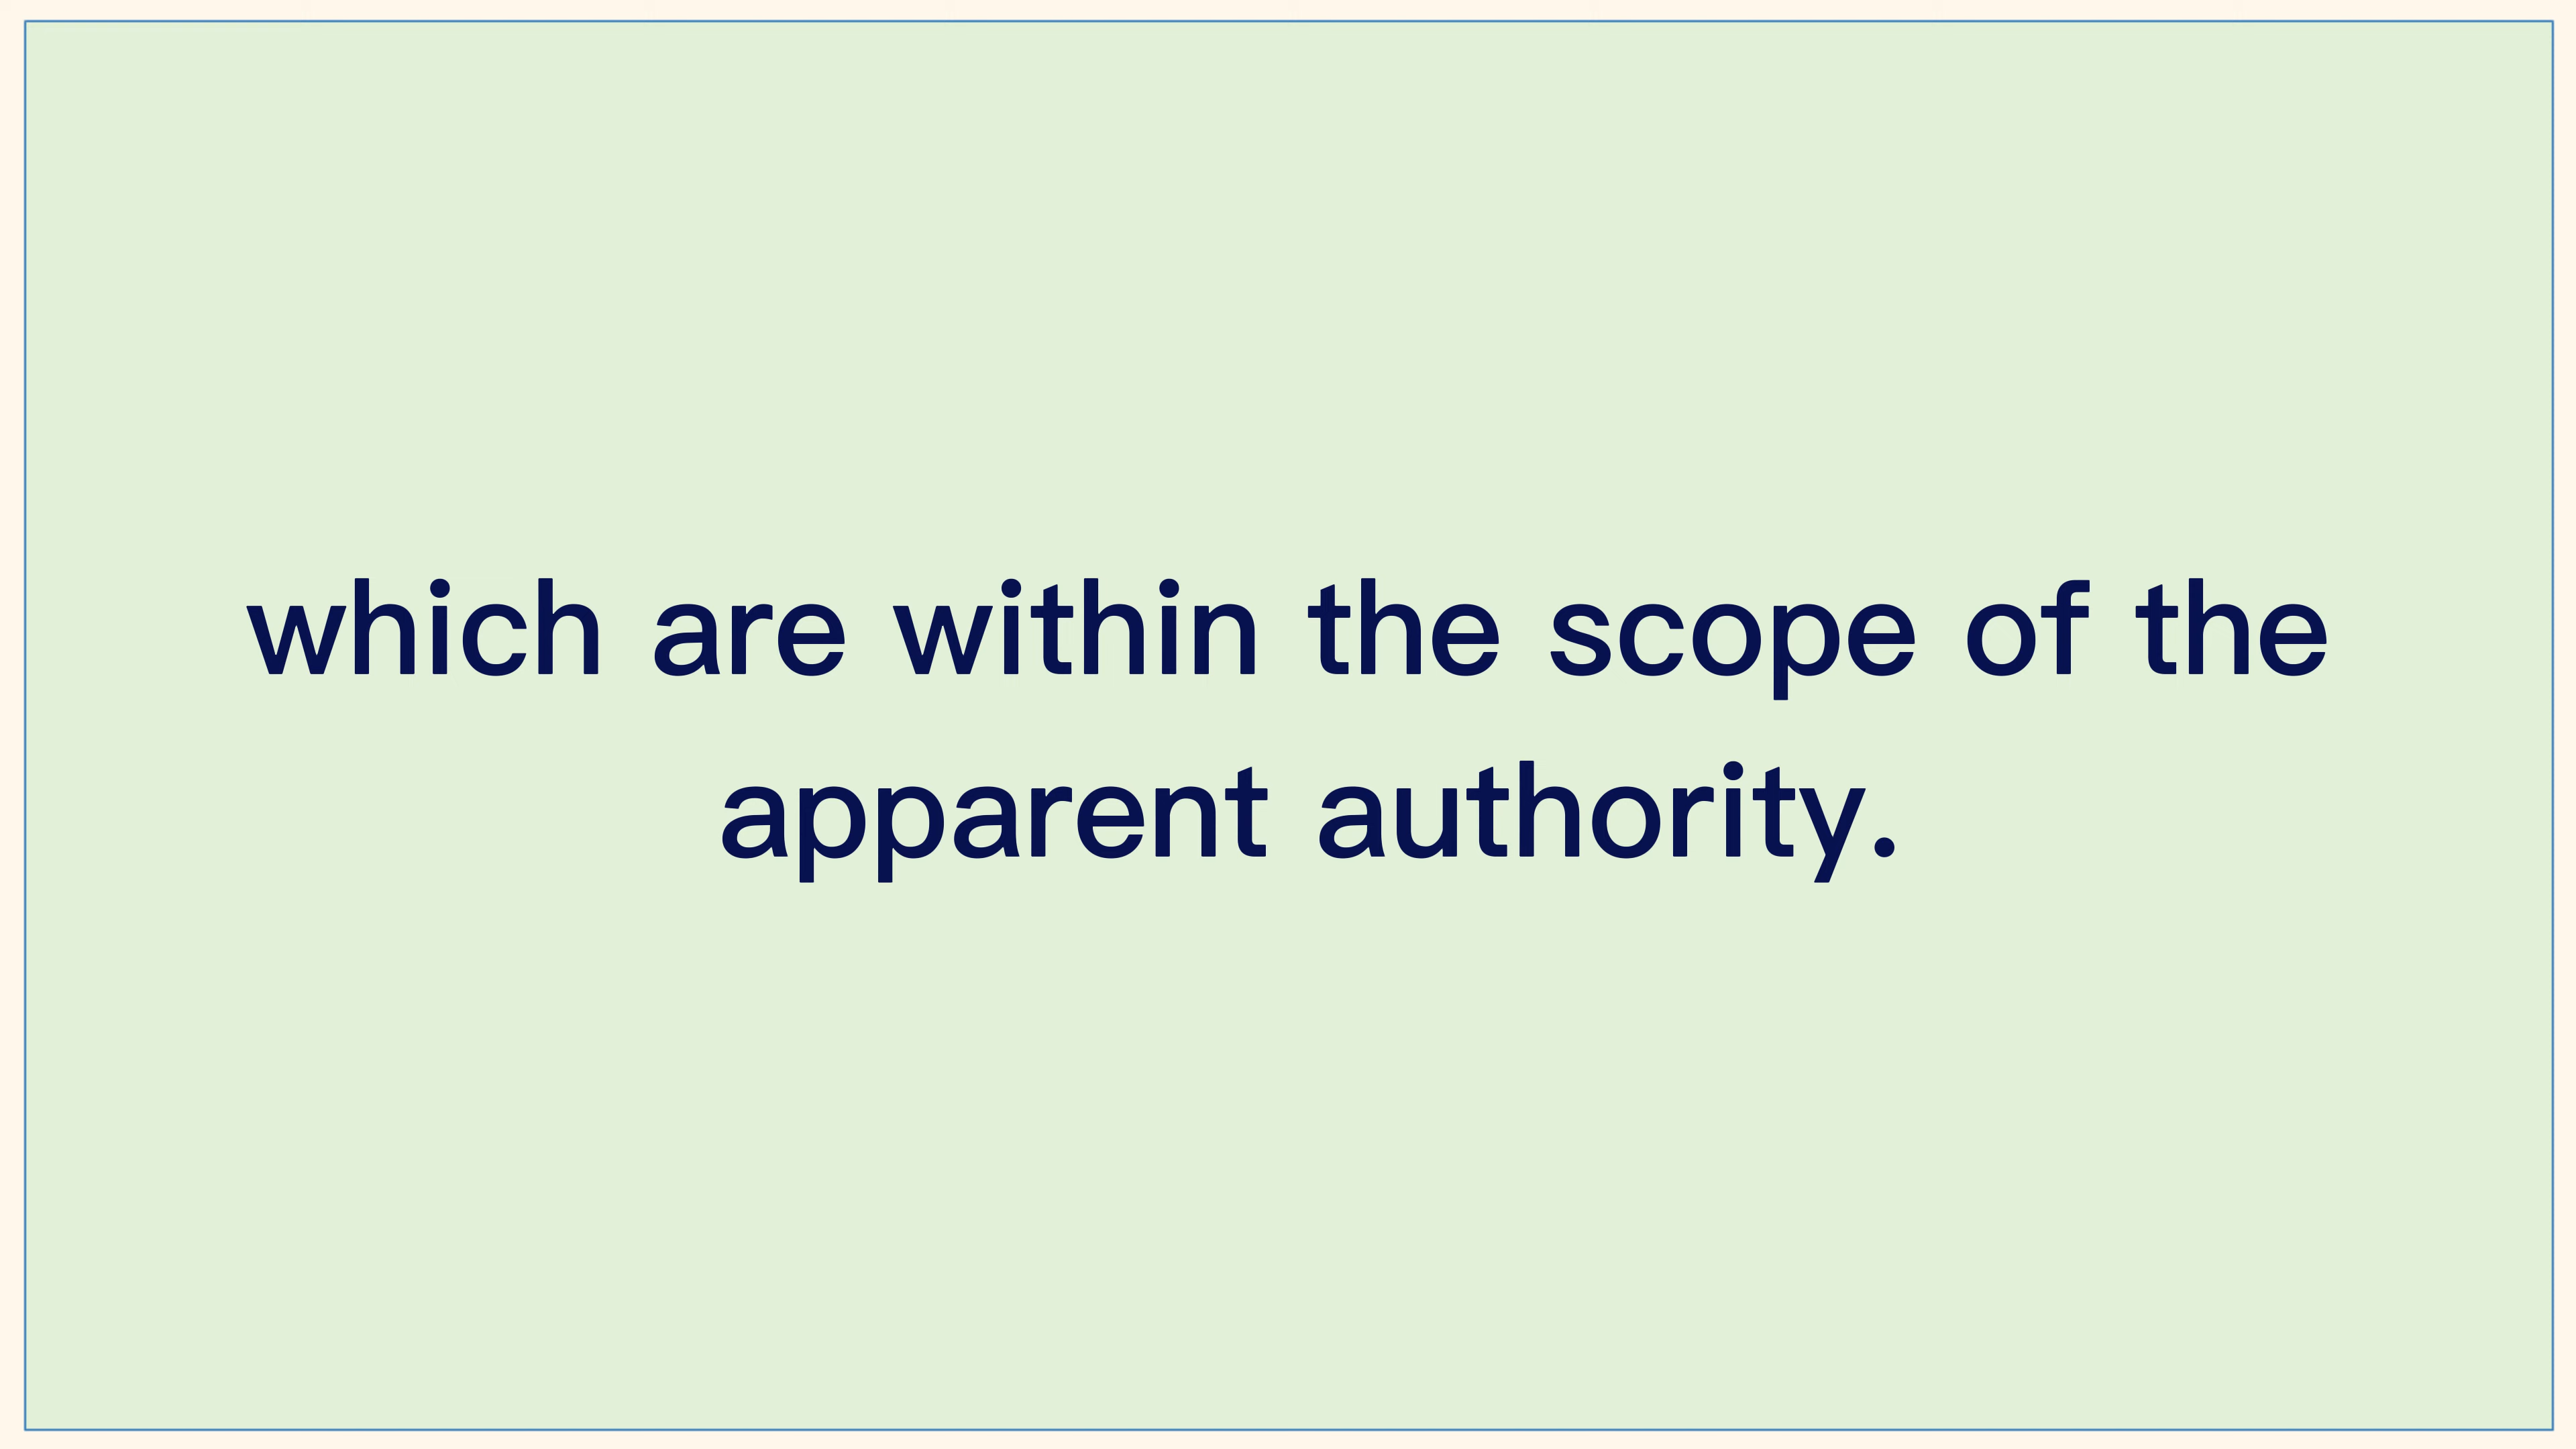 which are within the scope of the
apparent authority.